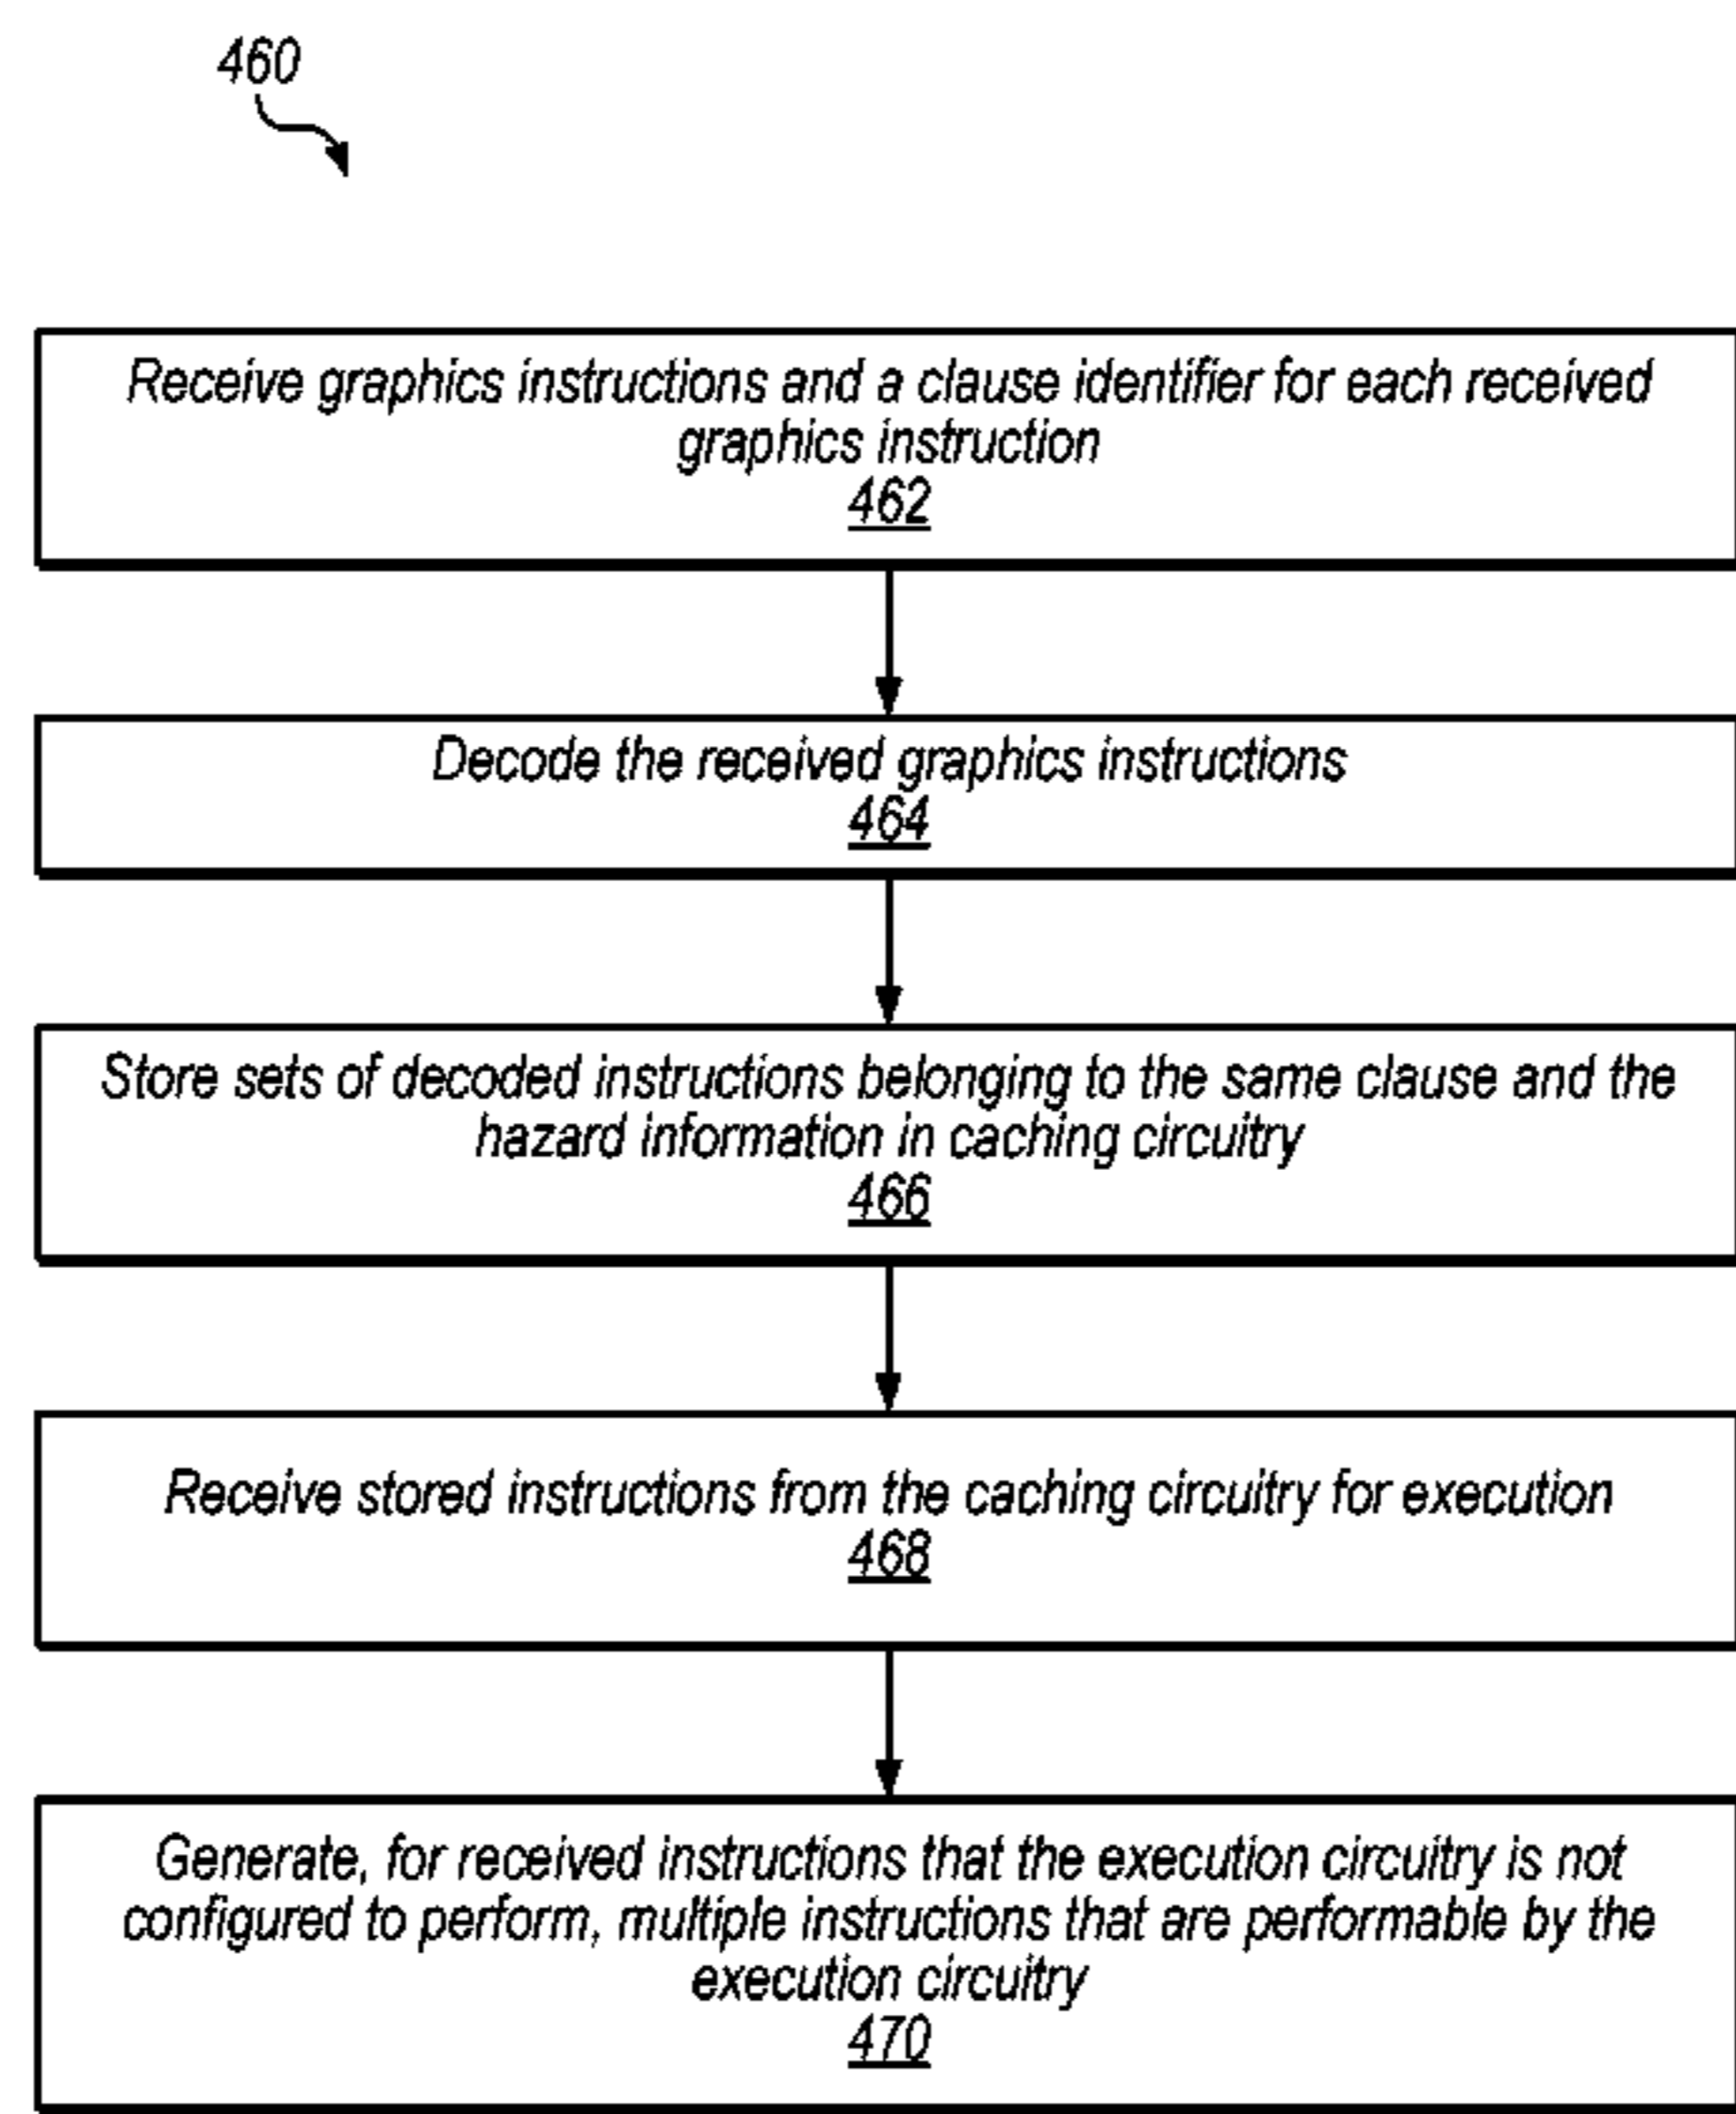 460
Receive graphics instructions and a clause identifier for each received
graphics instruction
462
Decode the received graphics instructions
464
Store sets of decoded instructions belonging to the same clause and the
hazard information in caching circuitry
466
Receive stored instructions from the caching circuitry for execution
468
Generate, for received instructions that the execution circuitry is not
configured to perform, multiple instructions that are performable by the
execution circuitry
470